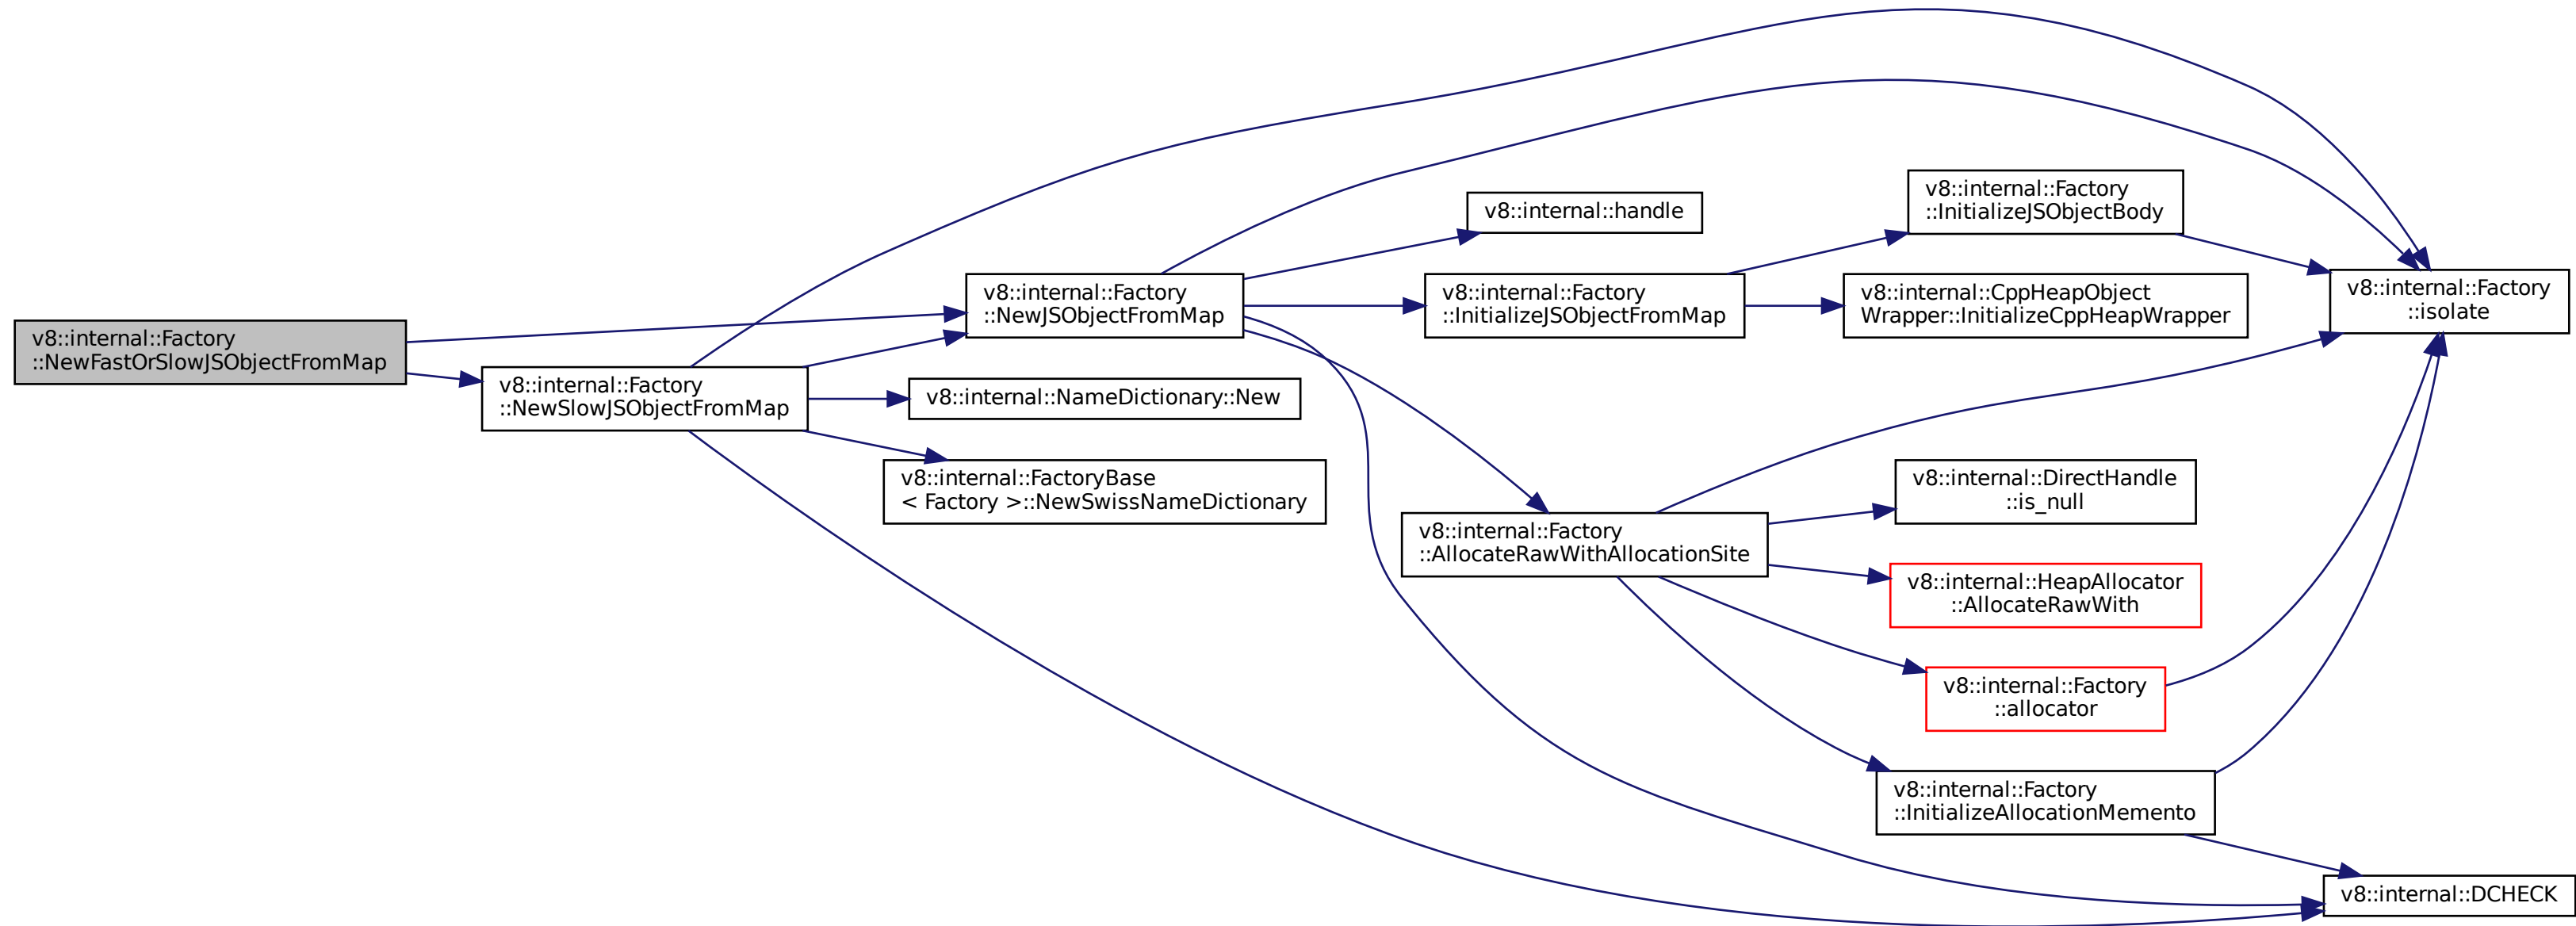 v8::internal::Factory
::NewFastOrSlowJSObjectFromMap
v8::internal::Factory
::NewSlowJSObjectFromMap
v8::internal::Factory
::NewJSObjectFromMap
v8::internal::NameDictionary::New
v8::internal::FactoryBase
< Factory >::NewSwissNameDictionary
v8::internal::handle
v8::internal::Factory
::InitializeJSObjectFromMap
v8::internal::Factory
::AllocateRawWithAllocationSite
v8::internal::Factory
::InitializeJSObjectBody
v8::internal::CppHeapObject
Wrapper::InitializeCppHeapWrapper
v8::internal::DirectHandle
::is_null
v8::internal::HeapAllocator
::AllocateRawWith
v8::internal::Factory
::allocator
v8::internal::Factory
::InitializeAllocationMemento
v8::internal::Factory
::isolate
v8::internal::DCHECK